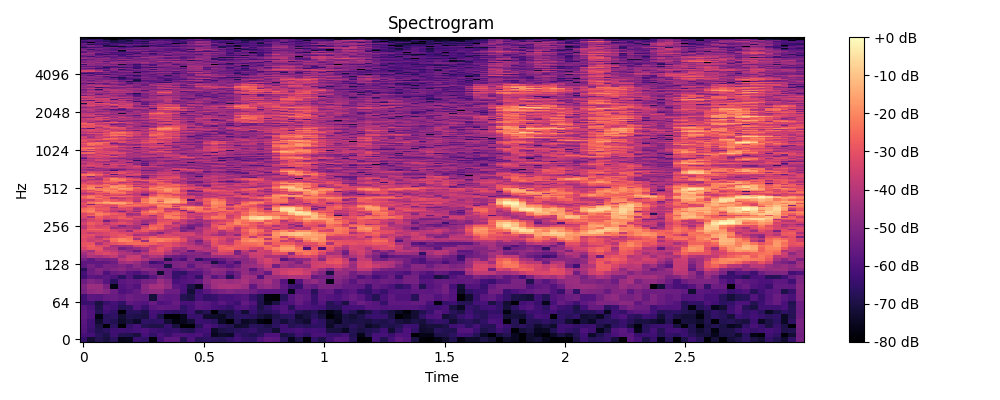 Spectrogram
+0 dB
4096
-10 dB
2048
-20 dB
1024
-30 dB
512
-40 dB
Hz
256
-50 dB
128
-60 dB
64
-70 dB
0
-80 dB
0 0.5 1 1.5 2 2.5
Time